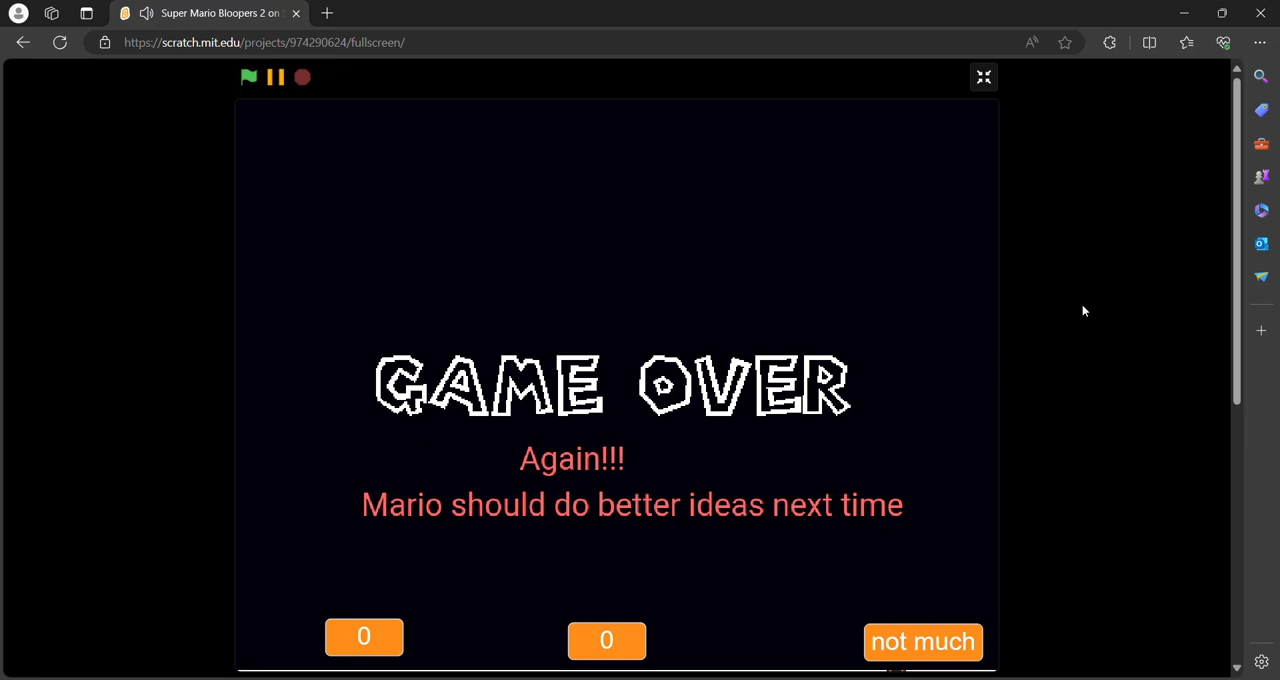 Super Mario Bloopers 2 on
https://scratch.mit.edu/projects/974290624/fullscreen/
GAME OVER
Again!!!
Mario should do better ideas next time
0
0
not much